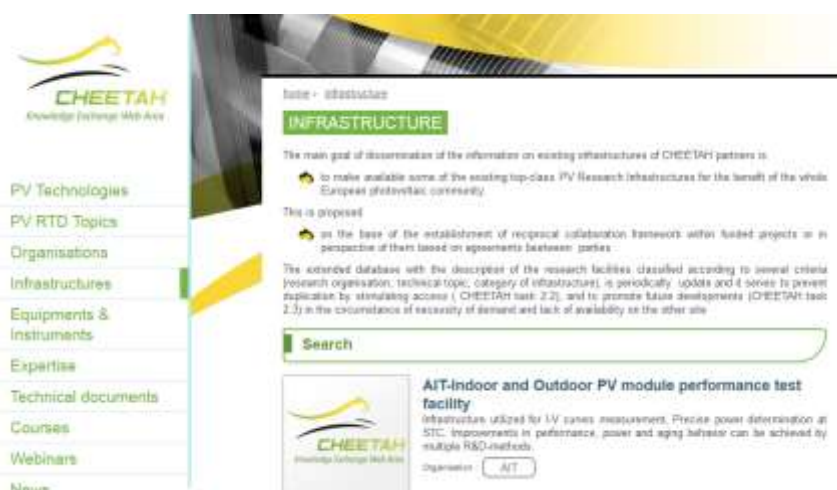 CHEETAH
Knowledge Exchange Web Area
PV Technologies
PV RTD Topics
Organisations
Infrastructures
Equipments &
Instruments
Expertise
Technical documents
Courses
Webinars
News
home - infrastructure
INFRASTRUCTURE
The main goal of dissemination of the information on existing infrastructures of CHEETAH partners is
to make available some of the existing top-class PV Research Infrastructures for the benefit of the whole
European photovoltaic community.
This is proposed
on the base of the establishment of reciprocal collaboration framework within funded projects or in
perspective of them based on agreements beetween parties
The extended database with the description of the research facilities classified according to several criteria
(research organisation, technical topic, category of infrastucture), is periodically update and it serves to prevent
duplication by stimulating access ( CHEETAH task 2.2), and to promote future developments (CHEETAH task
2.3) in the circumstance of necessity of demand and lack of availability on the other site
Search
CHEETAH
Knowledge Exchange Web Area
AIT-Indoor and Outdoor PV module performance test
facility
Infrastructure utilized for I-V curves measurement, Precise power determination at
STC. Improvements in performance, power and aging behavior can be achieved by
multiple R&D-methods.
Organisation AIT